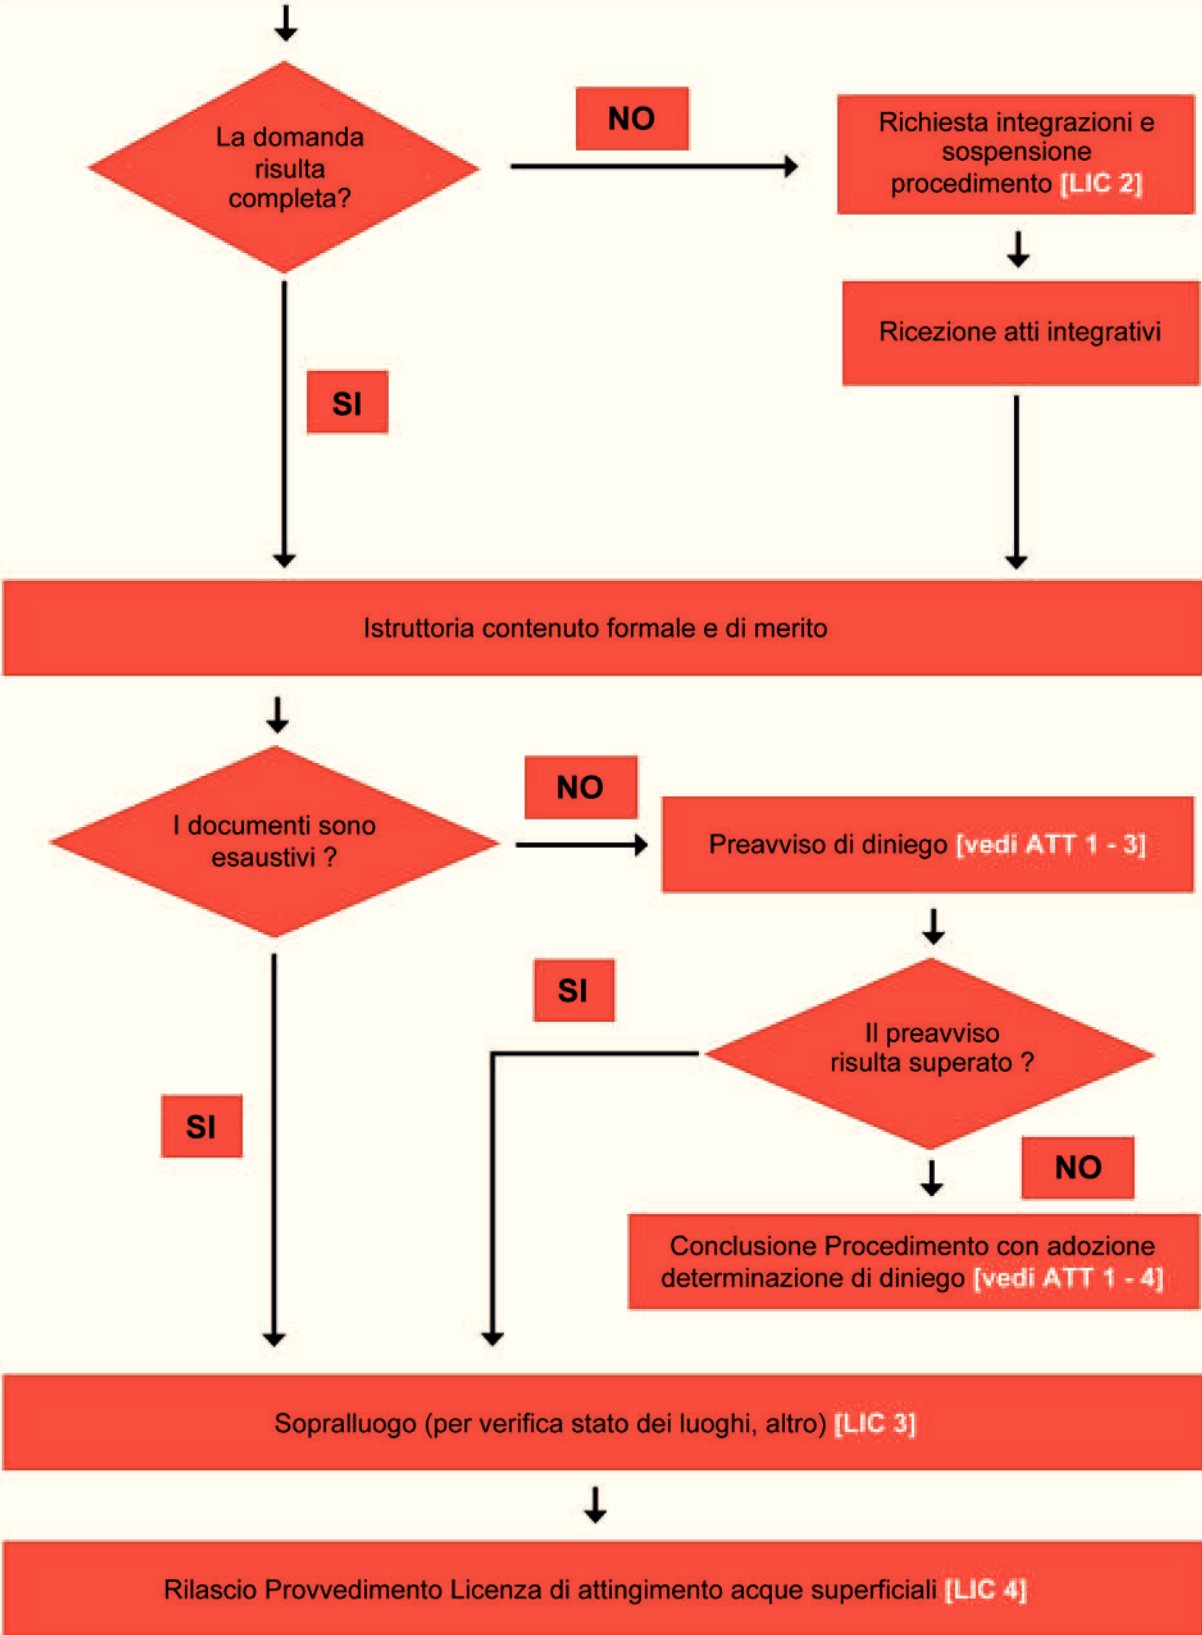 La domanda
risulta
completa?
NO
Richiesta integrazioni e
sospensione
procedimento [LIC 2]
Ricezione atti integrativi
SI
Istruttoria contenuto formale e di merito
I documenti sono
esaustivi ?
NO
Preavviso di diniego [vedi ATT 1 - 3]
SI
Il preavviso
risulta superato ?
SI
NO
Conclusione Procedimento con adozione
determinazione di diniego [vedi ATT 1 - 4]
Sopralluogo (per verifica stato dei luoghi, altro) [LIC 3]
Rilascio Provvedimento Licenza di attingimento acque superficiali [LIC 4]